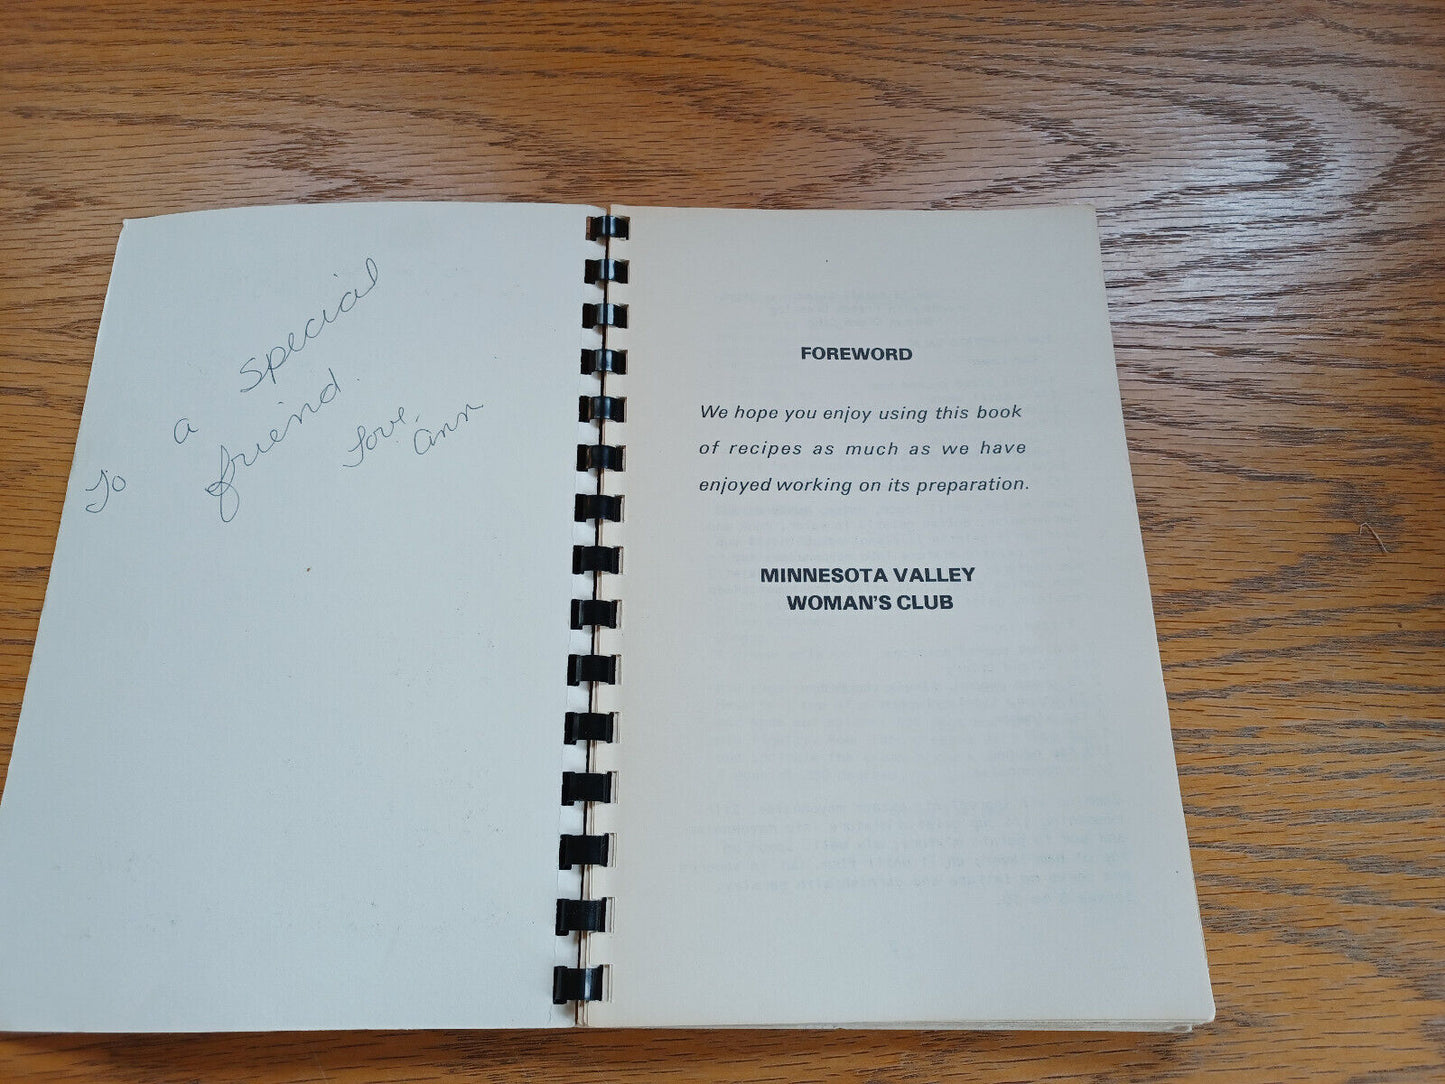 To a special
friend
Love,
Ann
FOREWORD
We hope you enjoy using this book
of recipes as much as we have
enjoyed working on its preparation.
MINNESOTA VALLEY
WOMAN'S CLUB